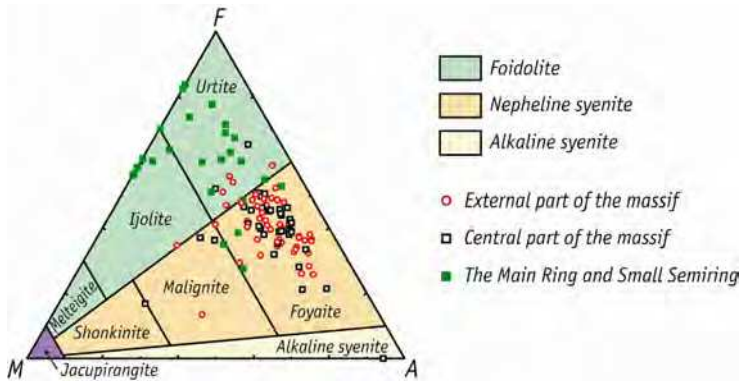 F
Urtite
Ijolite
Melteigite
Malignite
Shonkinite
Foyaite
Alkaline syenite
M
A
Jacupirangite
Foidolite
Nepheline syenite
Alkaline syenite
External part of the massif
Central part of the massif
The Main Ring and Small Semiring